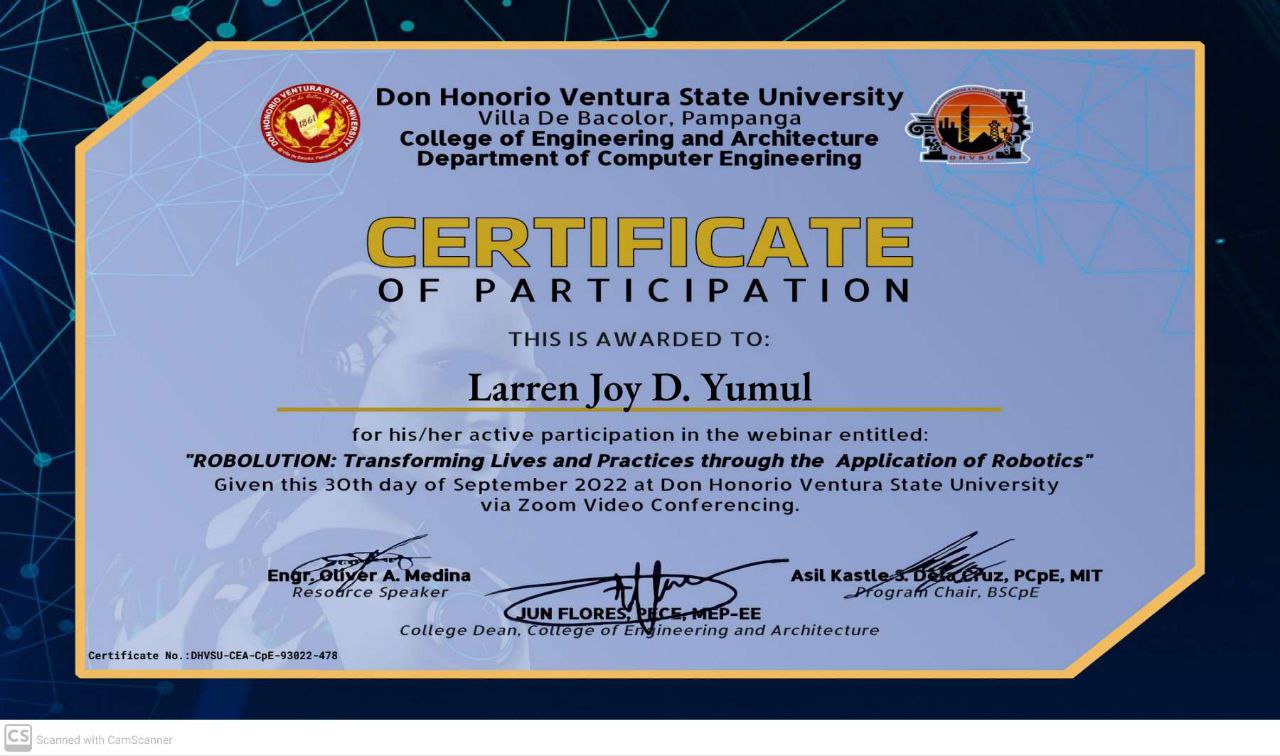 DON HONORIO VENTURA STATE UNIVERSITY
1861
Don Honorio Ventura State University
Villa De Bacolor, Pampanga
College of Engineering and Architecture
Department of Computer Engineering
DHVSU
CERTIFICATE
OF PARTICIPATION
THIS IS AWARDED TO:
Larren Joy D. Yumul
for his/her active participation in the webinar entitled:
"ROBOLUTION: Transforming Lives and Practices through the Application of Robotics"
Given this 30th day of September 2022 at Don Honorio Ventura State University
via Zoom Video Conferencing.
Engr. Oliver A. Medina
Resource Speaker
Asil Kastle S. Dela Cruz, PCpE, MIT
Program Chair, BSCpE
JUN FLORES, PECE, MEP-EE
College Dean, College of Engineering and Architecture
Certificate No.:DHVSU-CEA-CpE-93022-478
CS Scanned with CamScanner